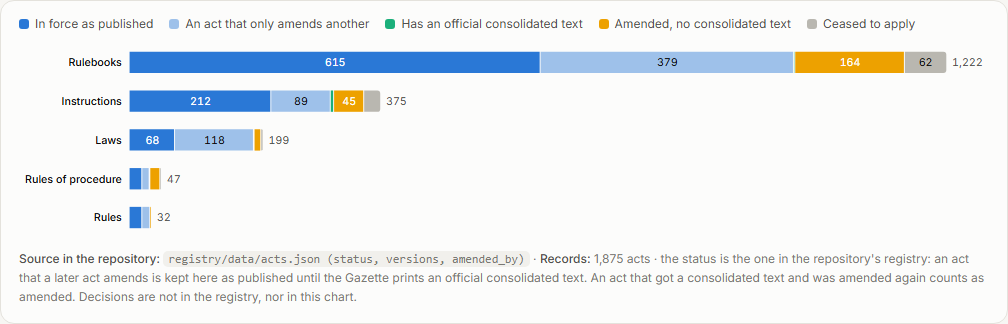 In force as published An act that only amends another Has an official consolidated text Amended, no consolidated text Ceased to apply
Rulebooks 615 379 164 62 1,222
Instructions 212 89 45 375
Laws 68 118 199
Rules of procedure 47
Rules 32
Source in the repository: registry/data/acts.json (status, versions, amended_by) · Records: 1,875 acts · the status is the one in the repository's registry: an act
that a later act amends is kept here as published until the Gazette prints an official consolidated text. An act that got a consolidated text and was amended again counts as
amended. Decisions are not in the registry, nor in this chart.